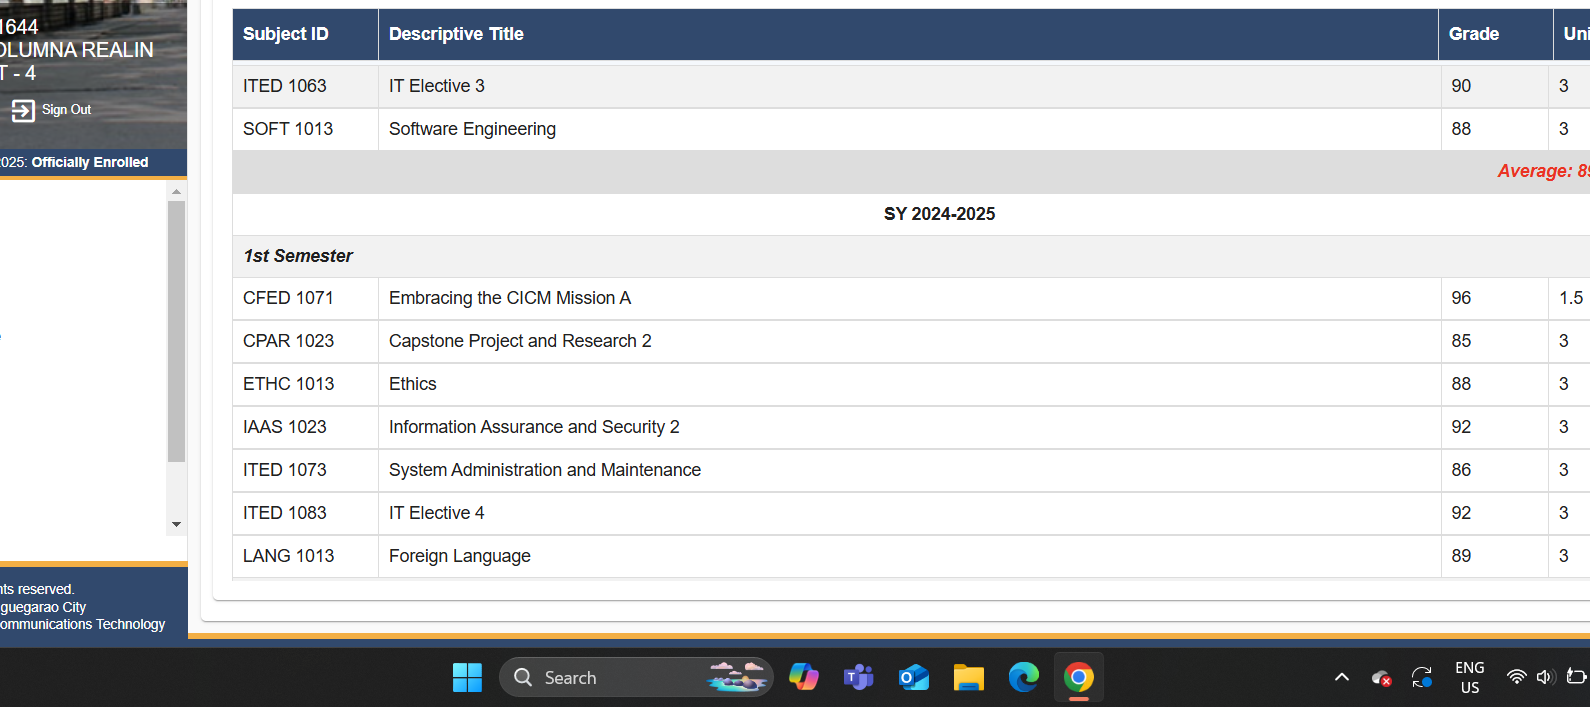 1644
OLUMNA REALIN
T - 4
Sign Out
2025: Officially Enrolled
Subject ID Descriptive Title Grade
ITED 1063 IT Elective 3 90 3
SOFT 1013 Software Engineering 88 3
Average: 89
SY 2024-2025
1st Semester
CFED 1071 Embracing the CICM Mission A 96 1.5
CPAR 1023 Capstone Project and Research 2 85 3
ETHC 1013 Ethics 88 3
IAAS 1023 Information Assurance and Security 2 92 3
ITED 1073 System Administration and Maintenance 86 3
ITED 1083 IT Elective 4 92 3
LANG 1013 Foreign Language 89 3
nts reserved.
guegarao City
ommunications Technology
Search
ENG
US